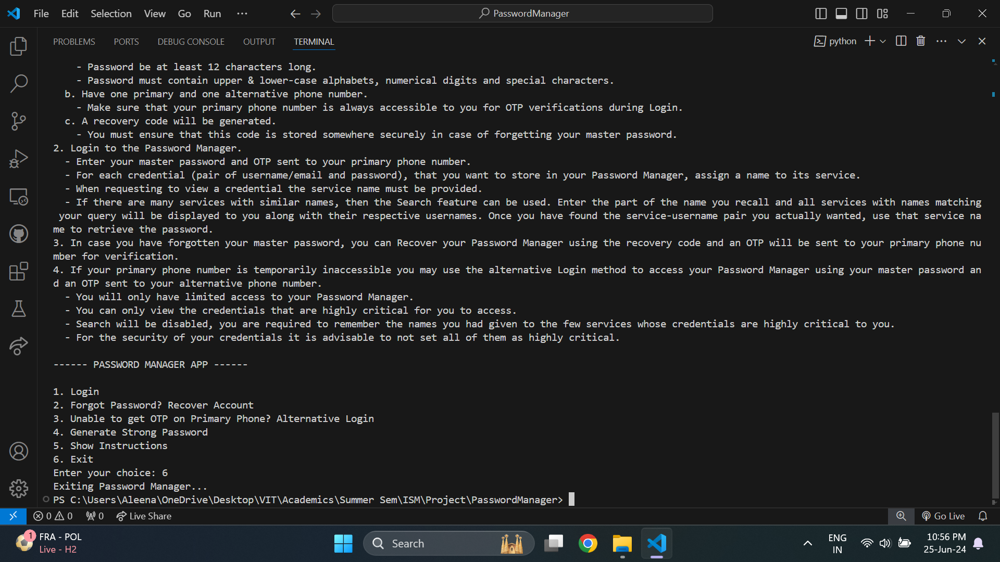 File Edit Selection View Go Run ··· PasswordManager
PROBLEMS PORTS DEBUG CONSOLE OUTPUT TERMINAL python
- Password be at least 12 characters long.
- Password must contain upper & lower-case alphabets, numerical digits and special characters.
b. Have one primary and one alternative phone number.
- Make sure that your primary phone number is always accessible to you for OTP verifications during Login.
c. A recovery code will be generated.
- You must ensure that this code is stored somewhere securely in case of forgetting your master password.
2. Login to the Password Manager.
- Enter your master password and OTP sent to your primary phone number.
- For each credential (pair of username/email and password), that you want to store in your Password Manager, assign a name to its service.
- When requesting to view a credential the service name must be provided.
- If there are many services with similar names, then the Search feature can be used. Enter the part of the name you recall and all services with names matching
your query will be displayed to you along with their respective usernames. Once you have found the service-username pair you actually wanted, use that service na
me to retrieve the password.
3. In case you have forgotten your master password, you can Recover your Password Manager using the recovery code and an OTP will be sent to your primary phone nu
mber for verification.
4. If your primary phone number is temporarily inaccessible you may use the alternative Login method to access your Password Manager using your master password an
d an OTP sent to your alternative phone number.
- You will only have limited access to your Password Manager.
- You can only view the credentials that are highly critical for you to access.
- Search will be disabled, you are required to remember the names you had given to the few services whose credentials are highly critical to you.
- For the security of your credentials it is advisable to not set all of them as highly critical.
------ PASSWORD MANAGER APP ------
1. Login
2. Forgot Password? Recover Account
3. Unable to get OTP on Primary Phone? Alternative Login
4. Generate Strong Password
5. Show Instructions
6. Exit
Enter your choice: 6
Exiting Password Manager...
PS C:\Users\Aleena\OneDrive\Desktop\VIT\Academics\Summer Sem\ISM\Project\PasswordManager>
0 0 0 Live Share Go Live
1 FRA - POL
Live - H2
Search
ENG
IN
10:56 PM
25-Jun-24